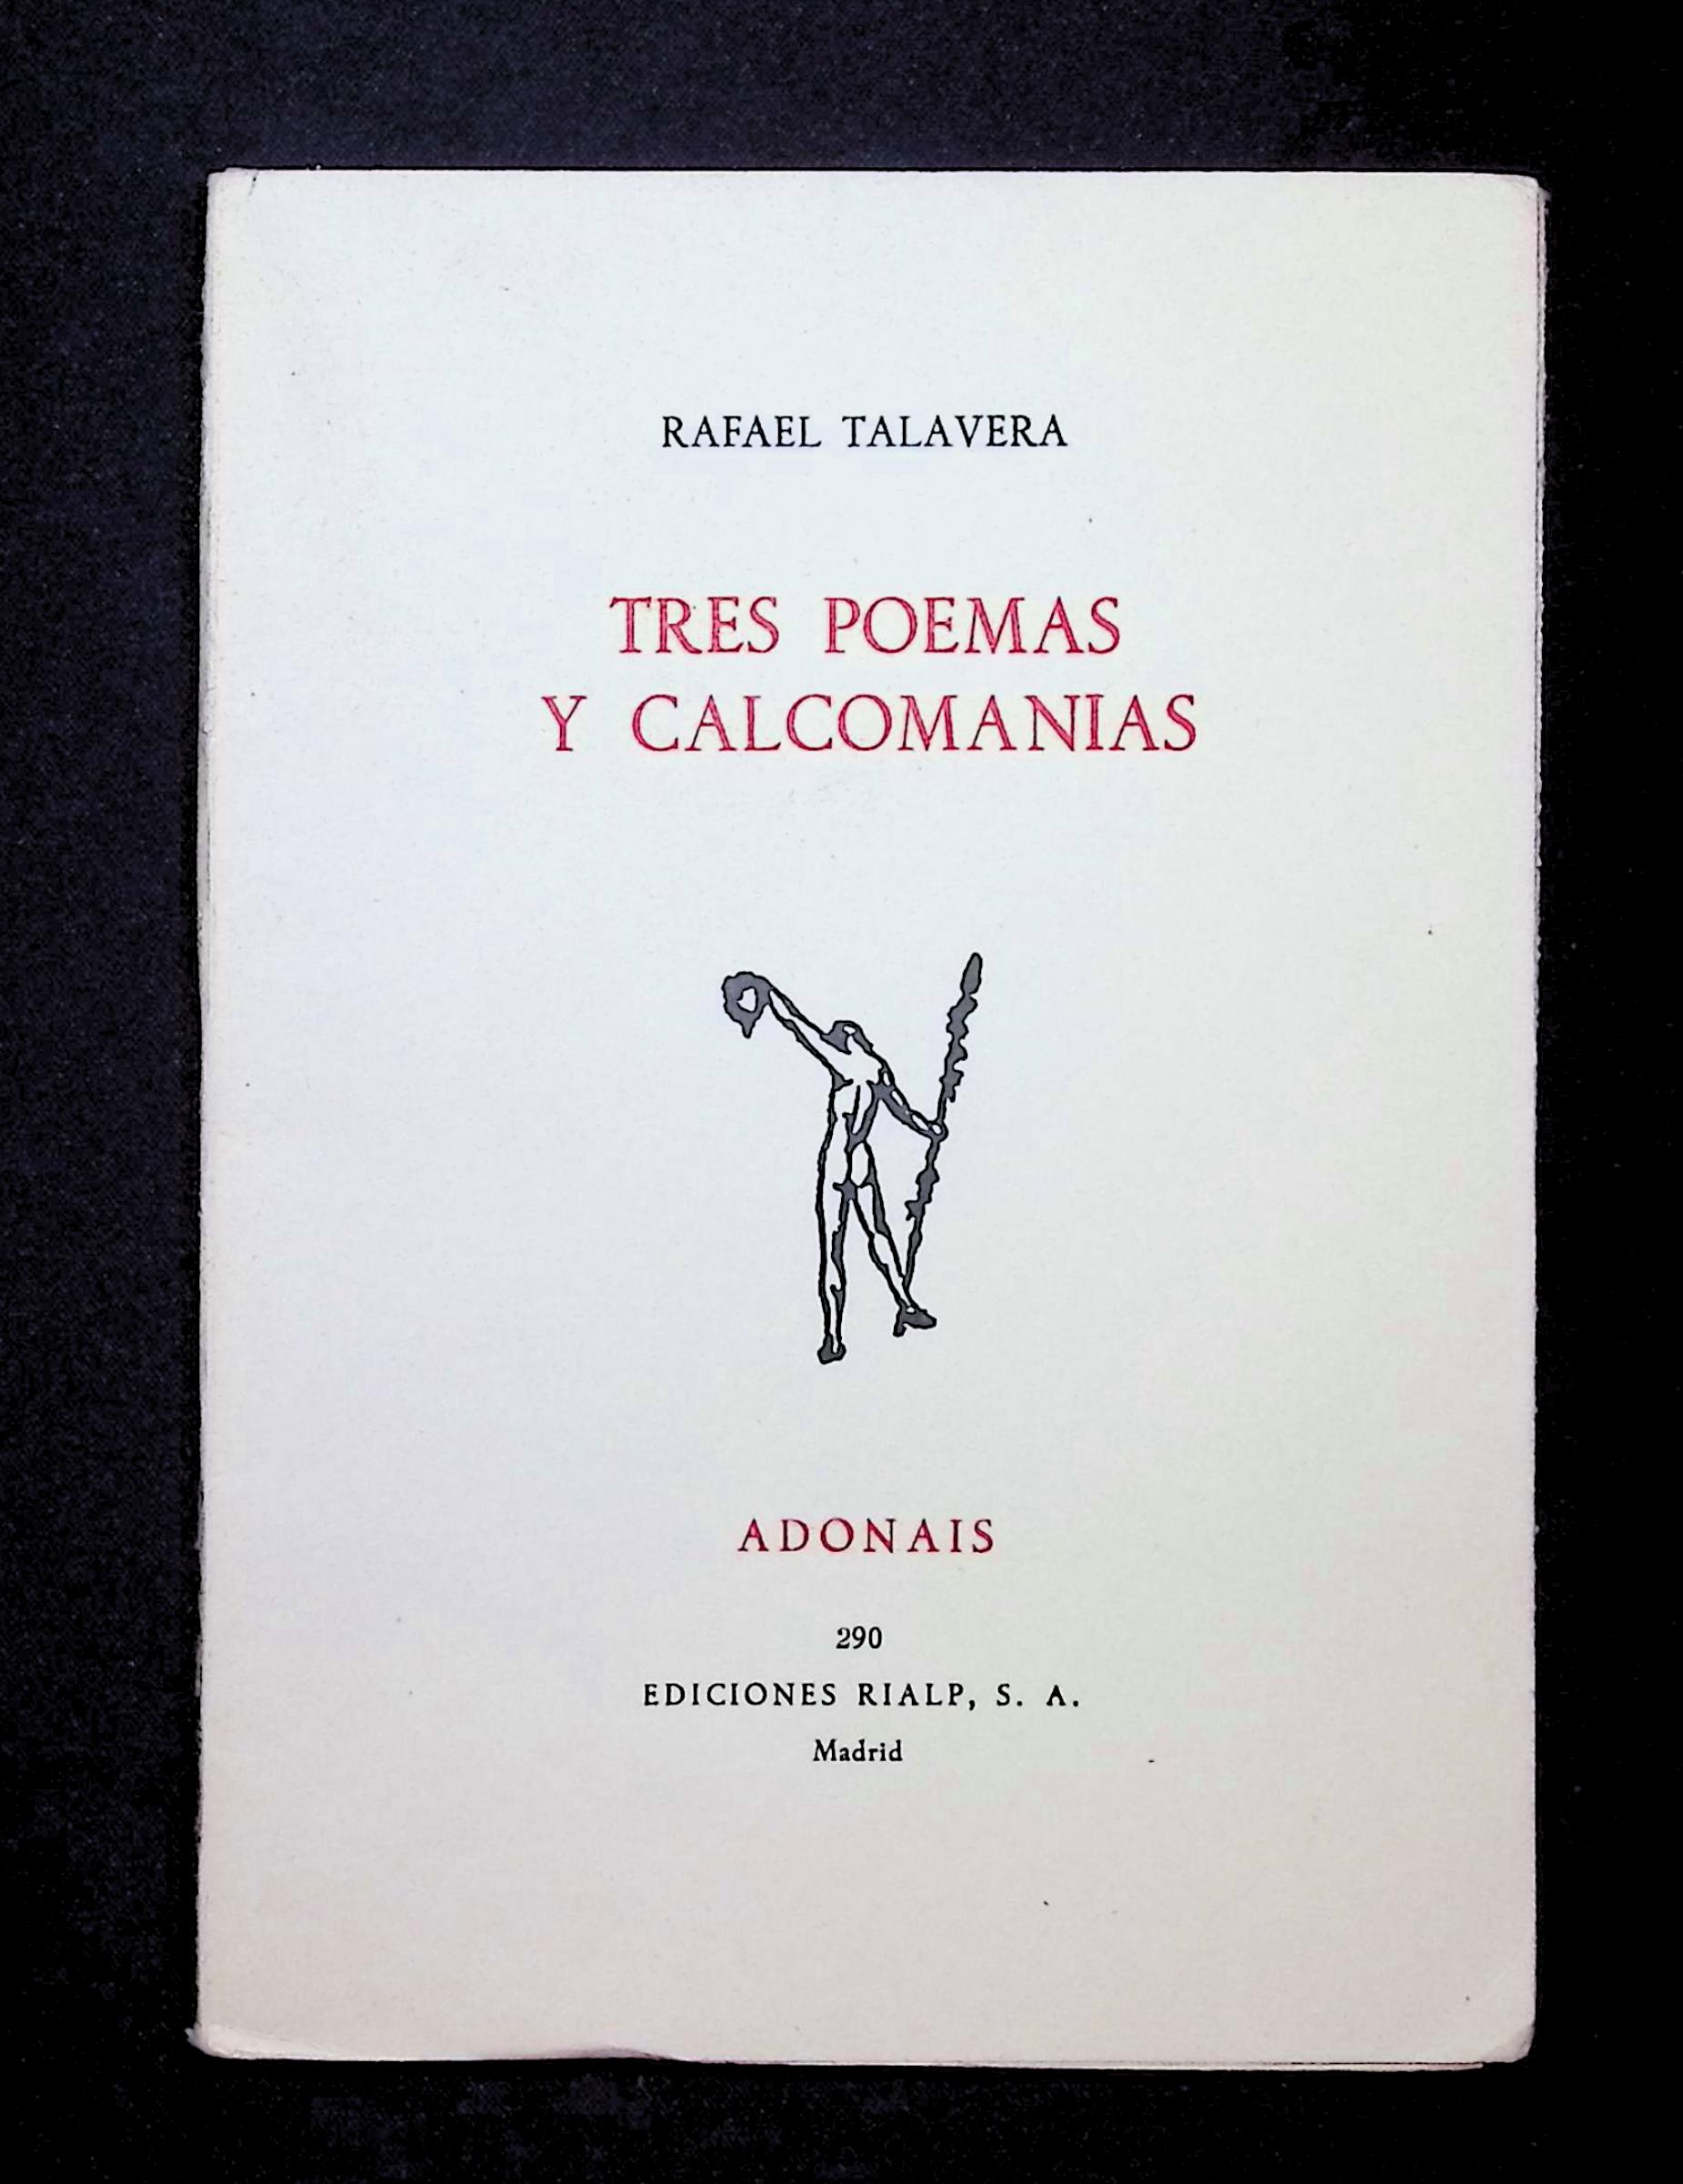 RAFAEL TALAVERA
TRES POEMAS
Y CALCOMANIAS
ADONAIS
290
EDICIONES RIALP, S. A.
Madrid